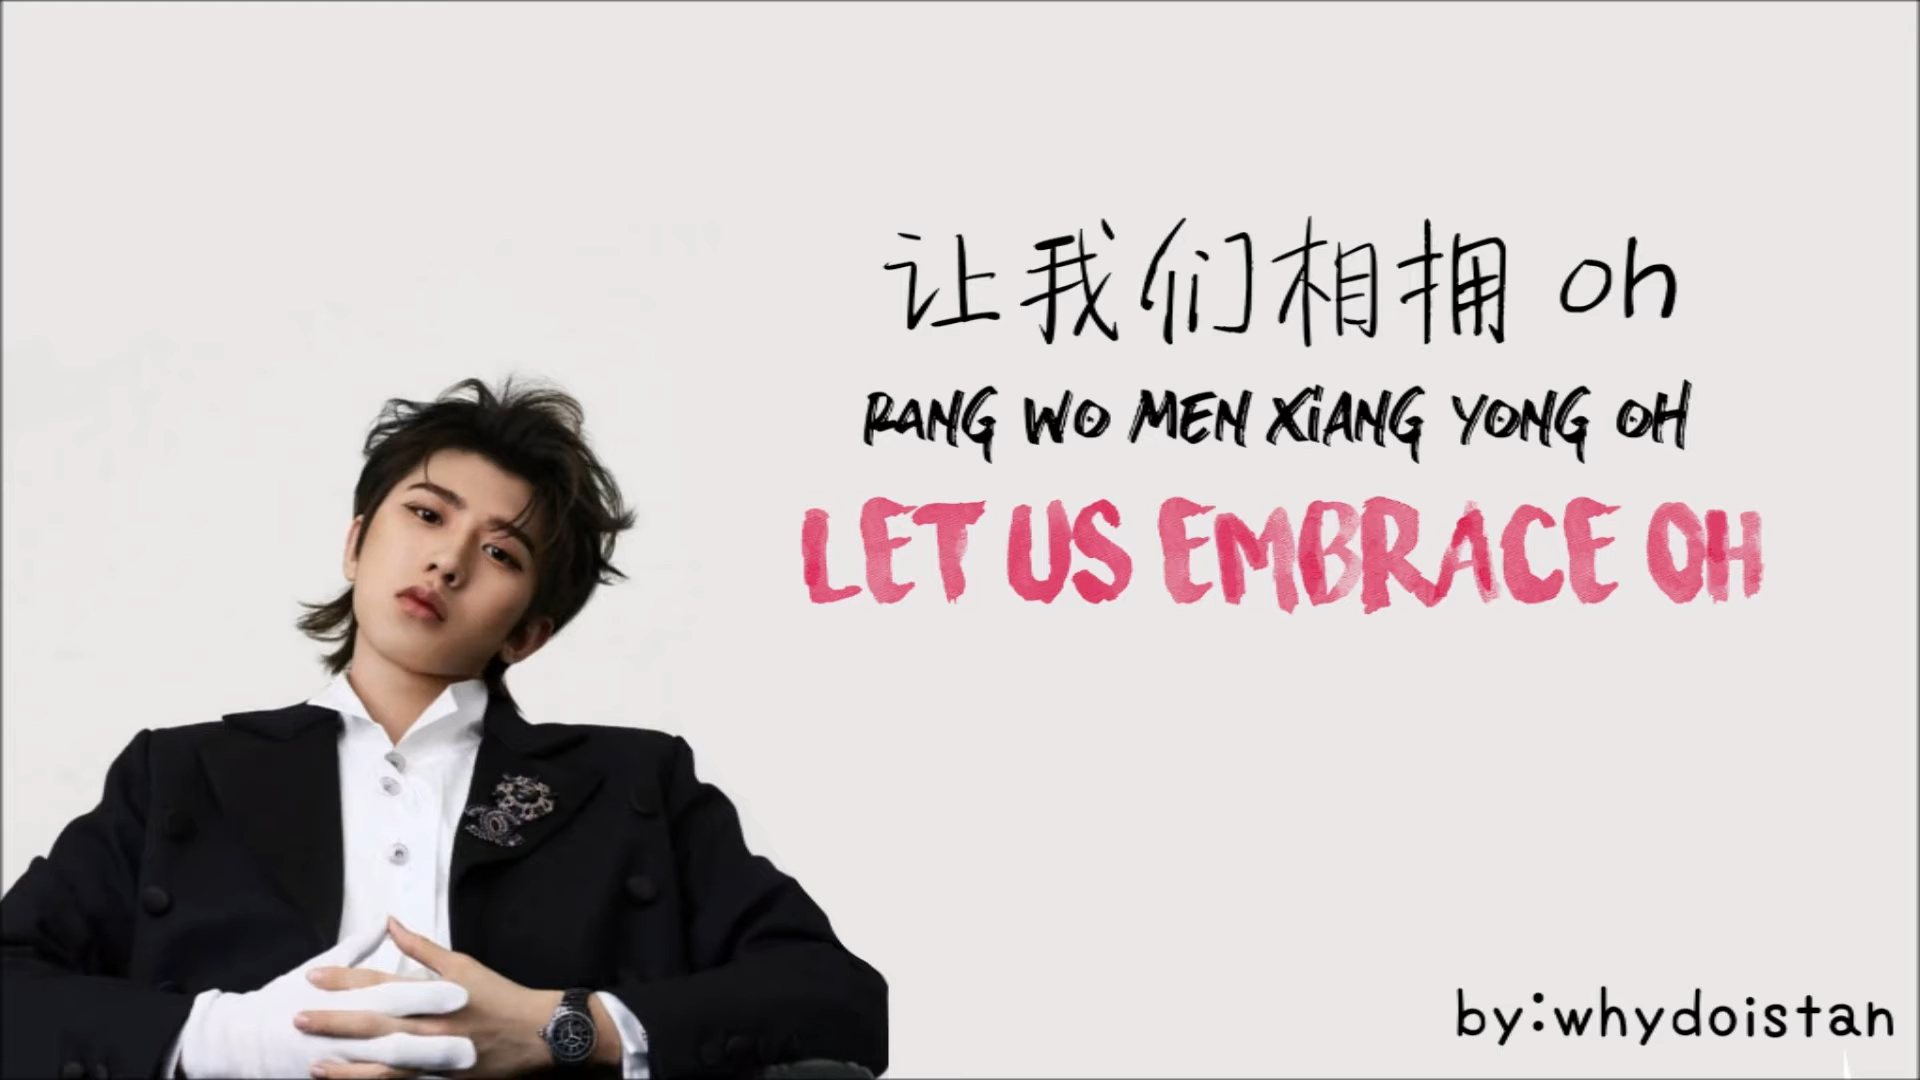 让我们相拥 oh
RANG WO MEN XiANG YONG OH
LET US EMBRACE OH
by:whydoistan